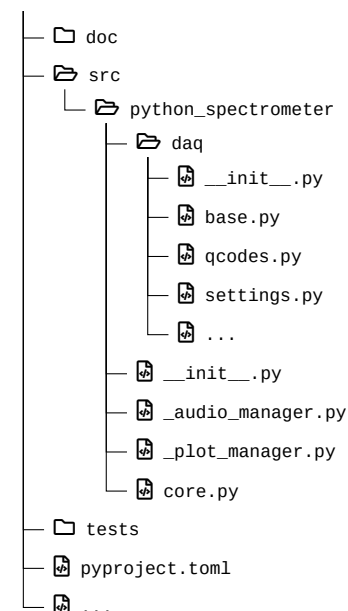 doc
src
python_spectrometer
daq
__init__.py
base.py
qcodes.py
settings.py
...
__init__.py
_audio_manager.py
_plot_manager.py
core.py
tests
pyproject.toml
...